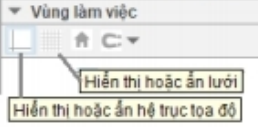 Vùng làm việc
Hiển thị hoặc ẩn lưới
Hiển thị hoặc ẩn hệ trục tọa độ